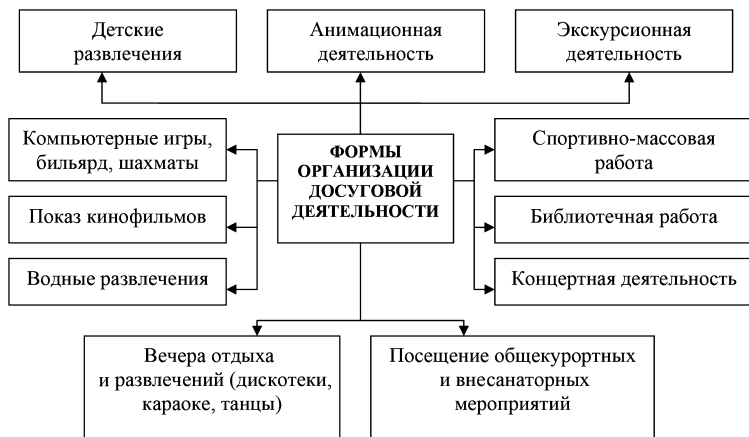 Детские
развлечения
Анимационная
деятельность
Экскурсионная
деятельность
Компьютерные игры,
бильярд, шахматы
ФОРМЫ
ОРГАНИЗАЦИИ
ДОСУГОВОЙ
ДЕЯТЕЛЬНОСТИ
Спортивно-массовая
работа
Показ кинофильмов
Библиотечная работа
Водные развлечения
Концертная деятельность
Вечера отдыха
и развлечений (дискотеки,
караоке, танцы)
Посещение общекурортных
и внесанаторных
мероприятий